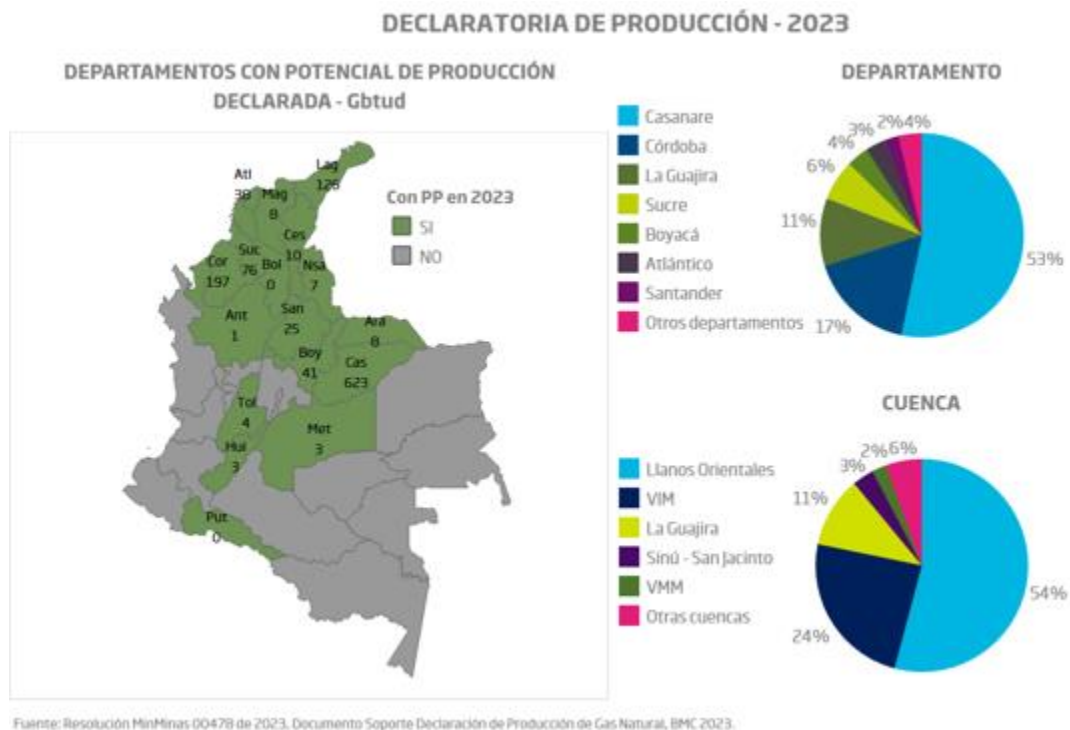 DECLARATORIA DE PRODUCCIÓN - 2023
DEPARTAMENTOS CON POTENCIAL DE PRODUCCIÓN
DECLARADA - Gbtud
Con PP en 2023
SI
NO
Lag
126
Atl
38
Mag
8
Ces
10
Cor
197
Suc
76
Bol
0
Nsa
7
Ant
1
San
25
Ara
8
Boy
41
Cas
623
Tol
4
Met
3
Hui
3
Put
0
DEPARTAMENTO
Casanare
Córdoba
La Guajira
Sucre
Boyacá
Atlántico
Santander
Otros departamentos
53%
17%
11%
6%
4%
3%
2%
4%
CUENCA
Llanos Orientales
VIM
La Guajira
Sinú - San Jacinto
VMM
Otras cuencas
54%
24%
11%
3%
2%
6%
Fuente: Resolución MinMinas 00478 de 2023, Documento Soporte Declaración de Producción de Gas Natural, BMC 2023.